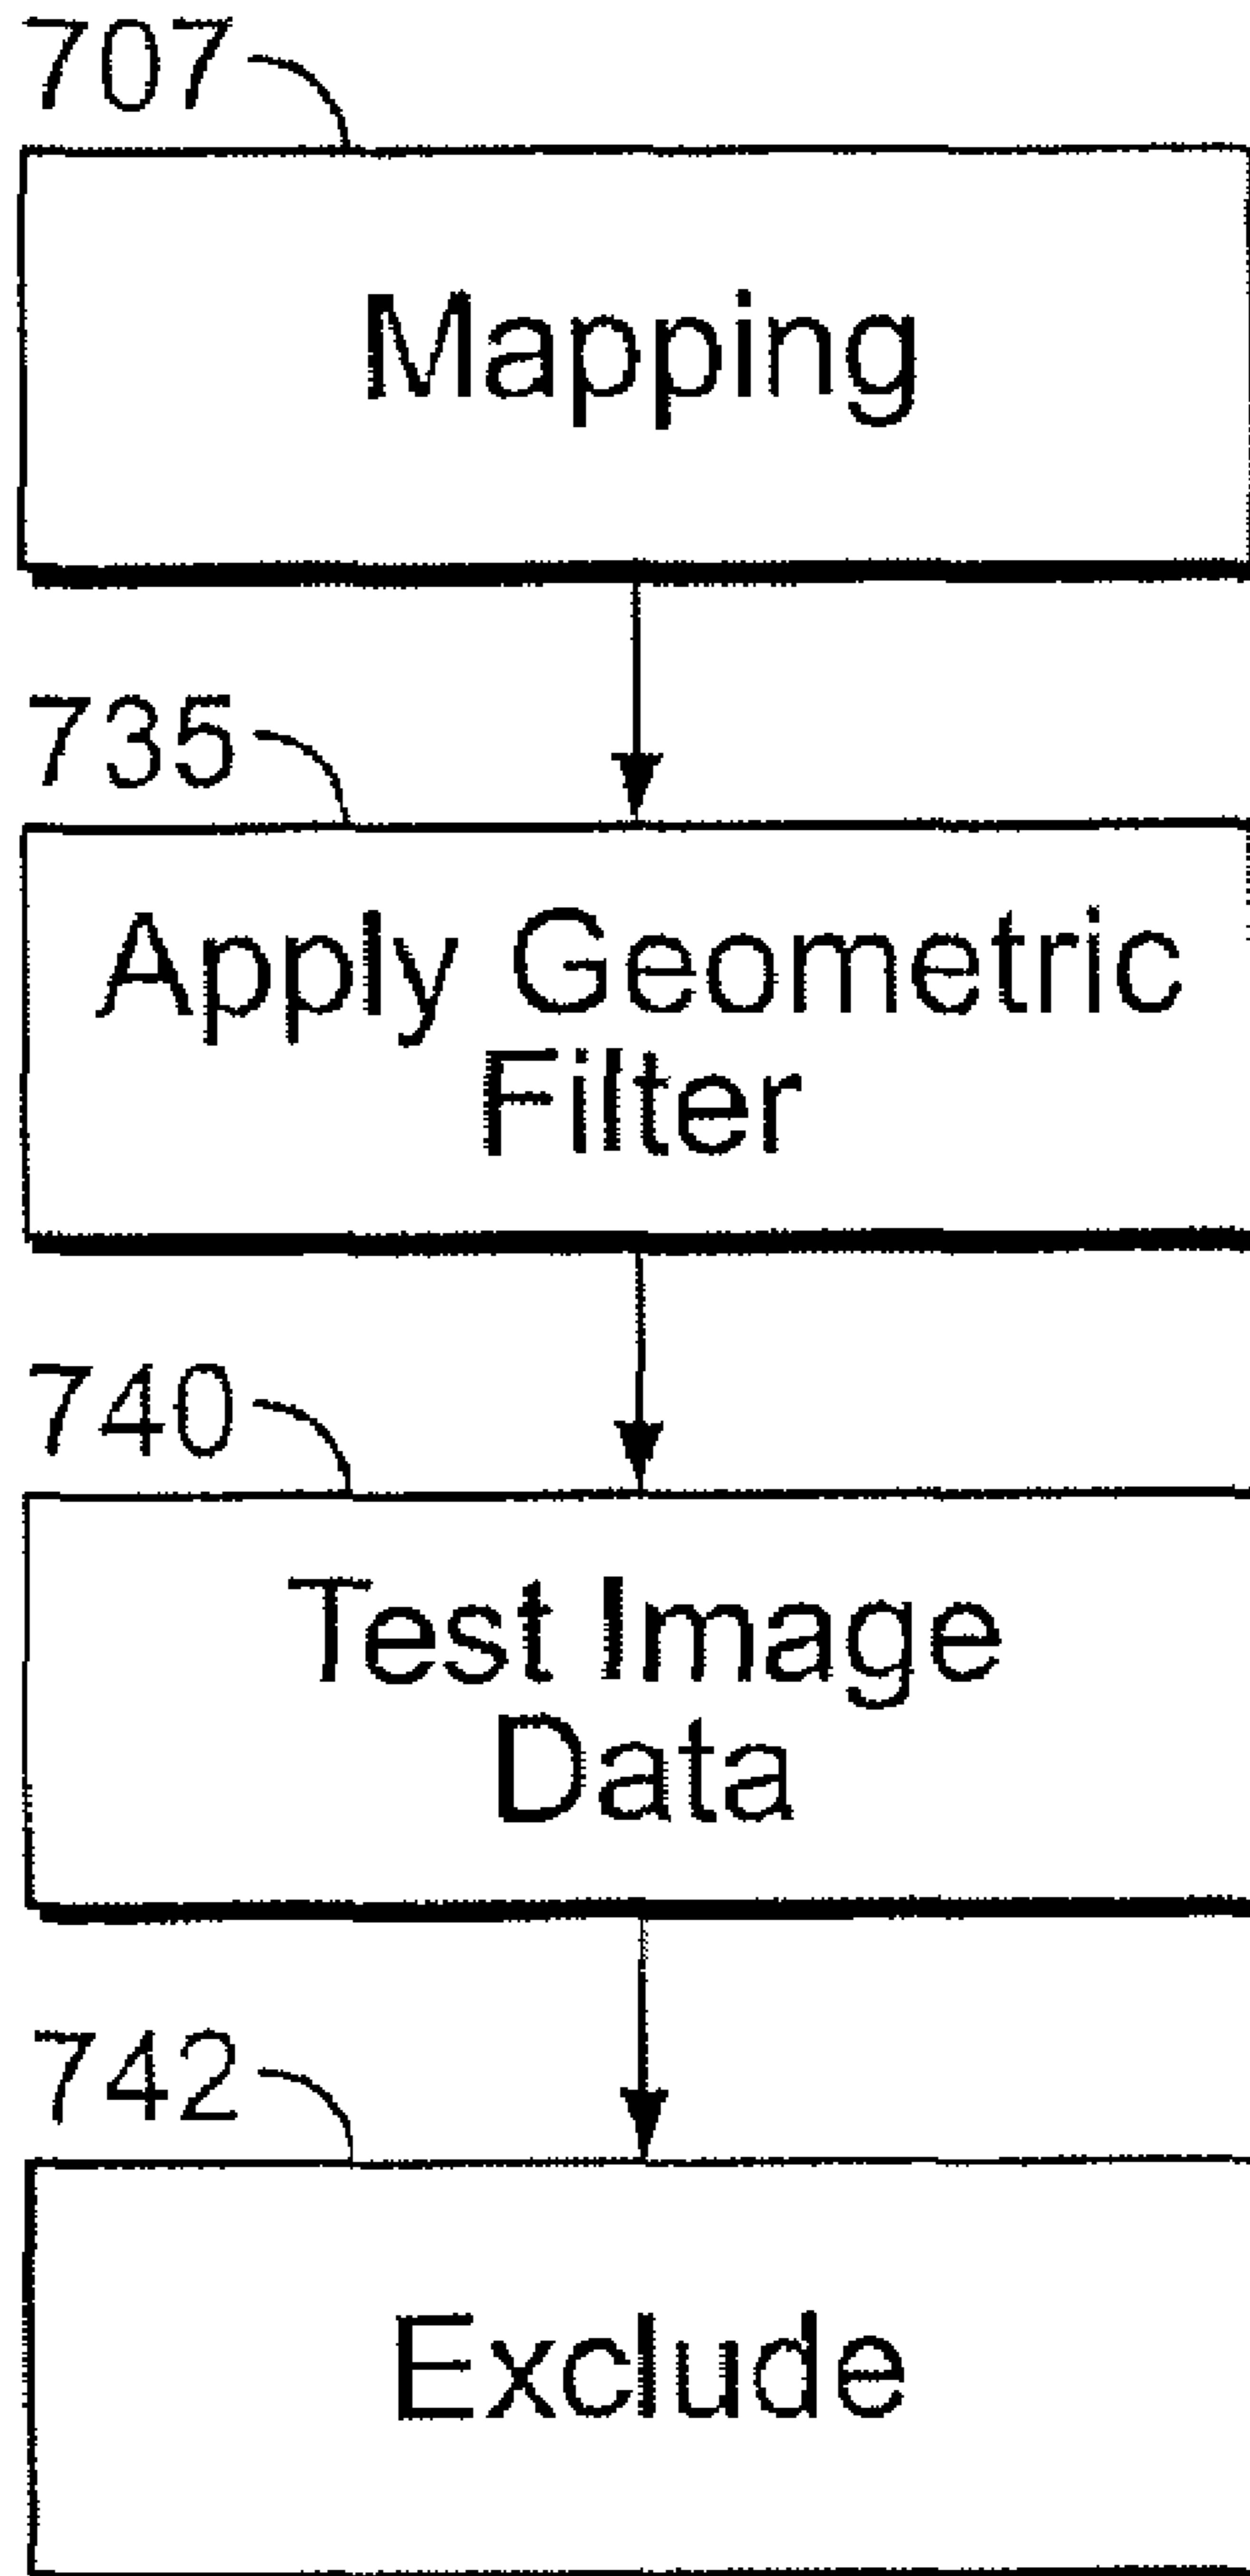 707
Mapping
735
Apply Geometric
Filter
740
Test Image
Data
742
Exclude